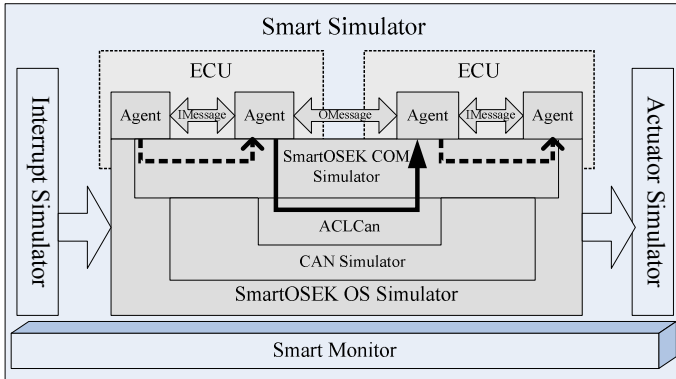 Smart Simulator
ECU
ECU
Interrupt Simulator
Agent
IMessage
Agent
OMessage
Agent
IMessage
Agent
Actuator Simulator
SmartOSEK COM
Simulator
ACLCan
CAN Simulator
SmartOSEK OS Simulator
Smart Monitor